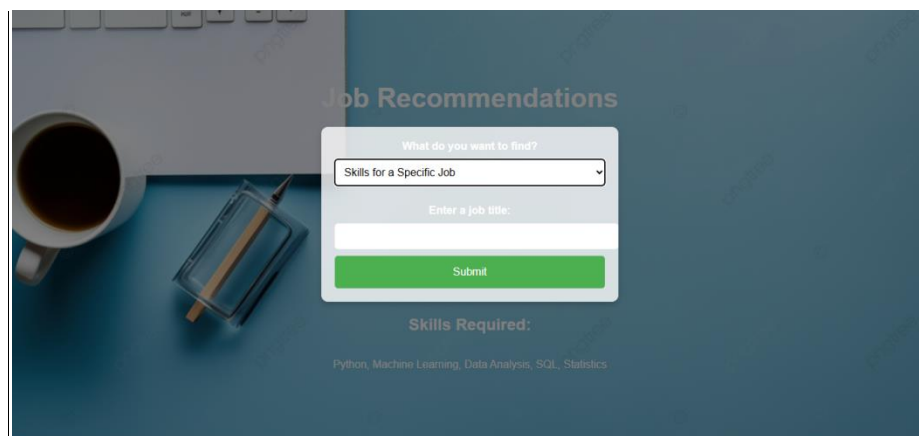 Job Recommendations
What do you want to find?
Skills for a Specific Job
Enter a job title:
Submit
Skills Required:
Python, Machine Learning, Data Analysis, SQL, Statistics